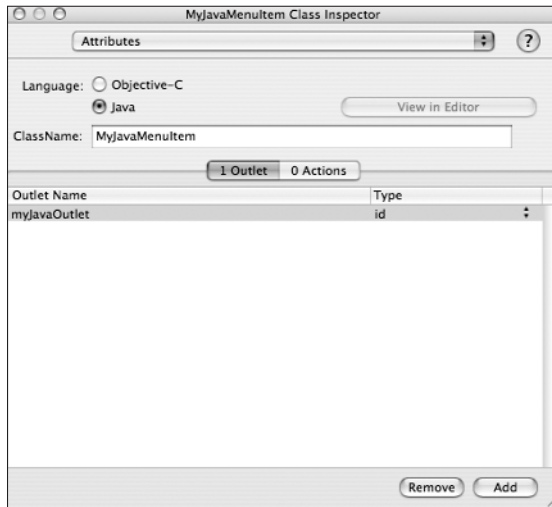 MyJavaMenuItem Class Inspector
Attributes
?
Language: Objective-C
Java
View in Editor
ClassName: MyJavaMenuItem
1 Outlet 0 Actions
Outlet Name Type
myJavaOutlet id
Remove Add